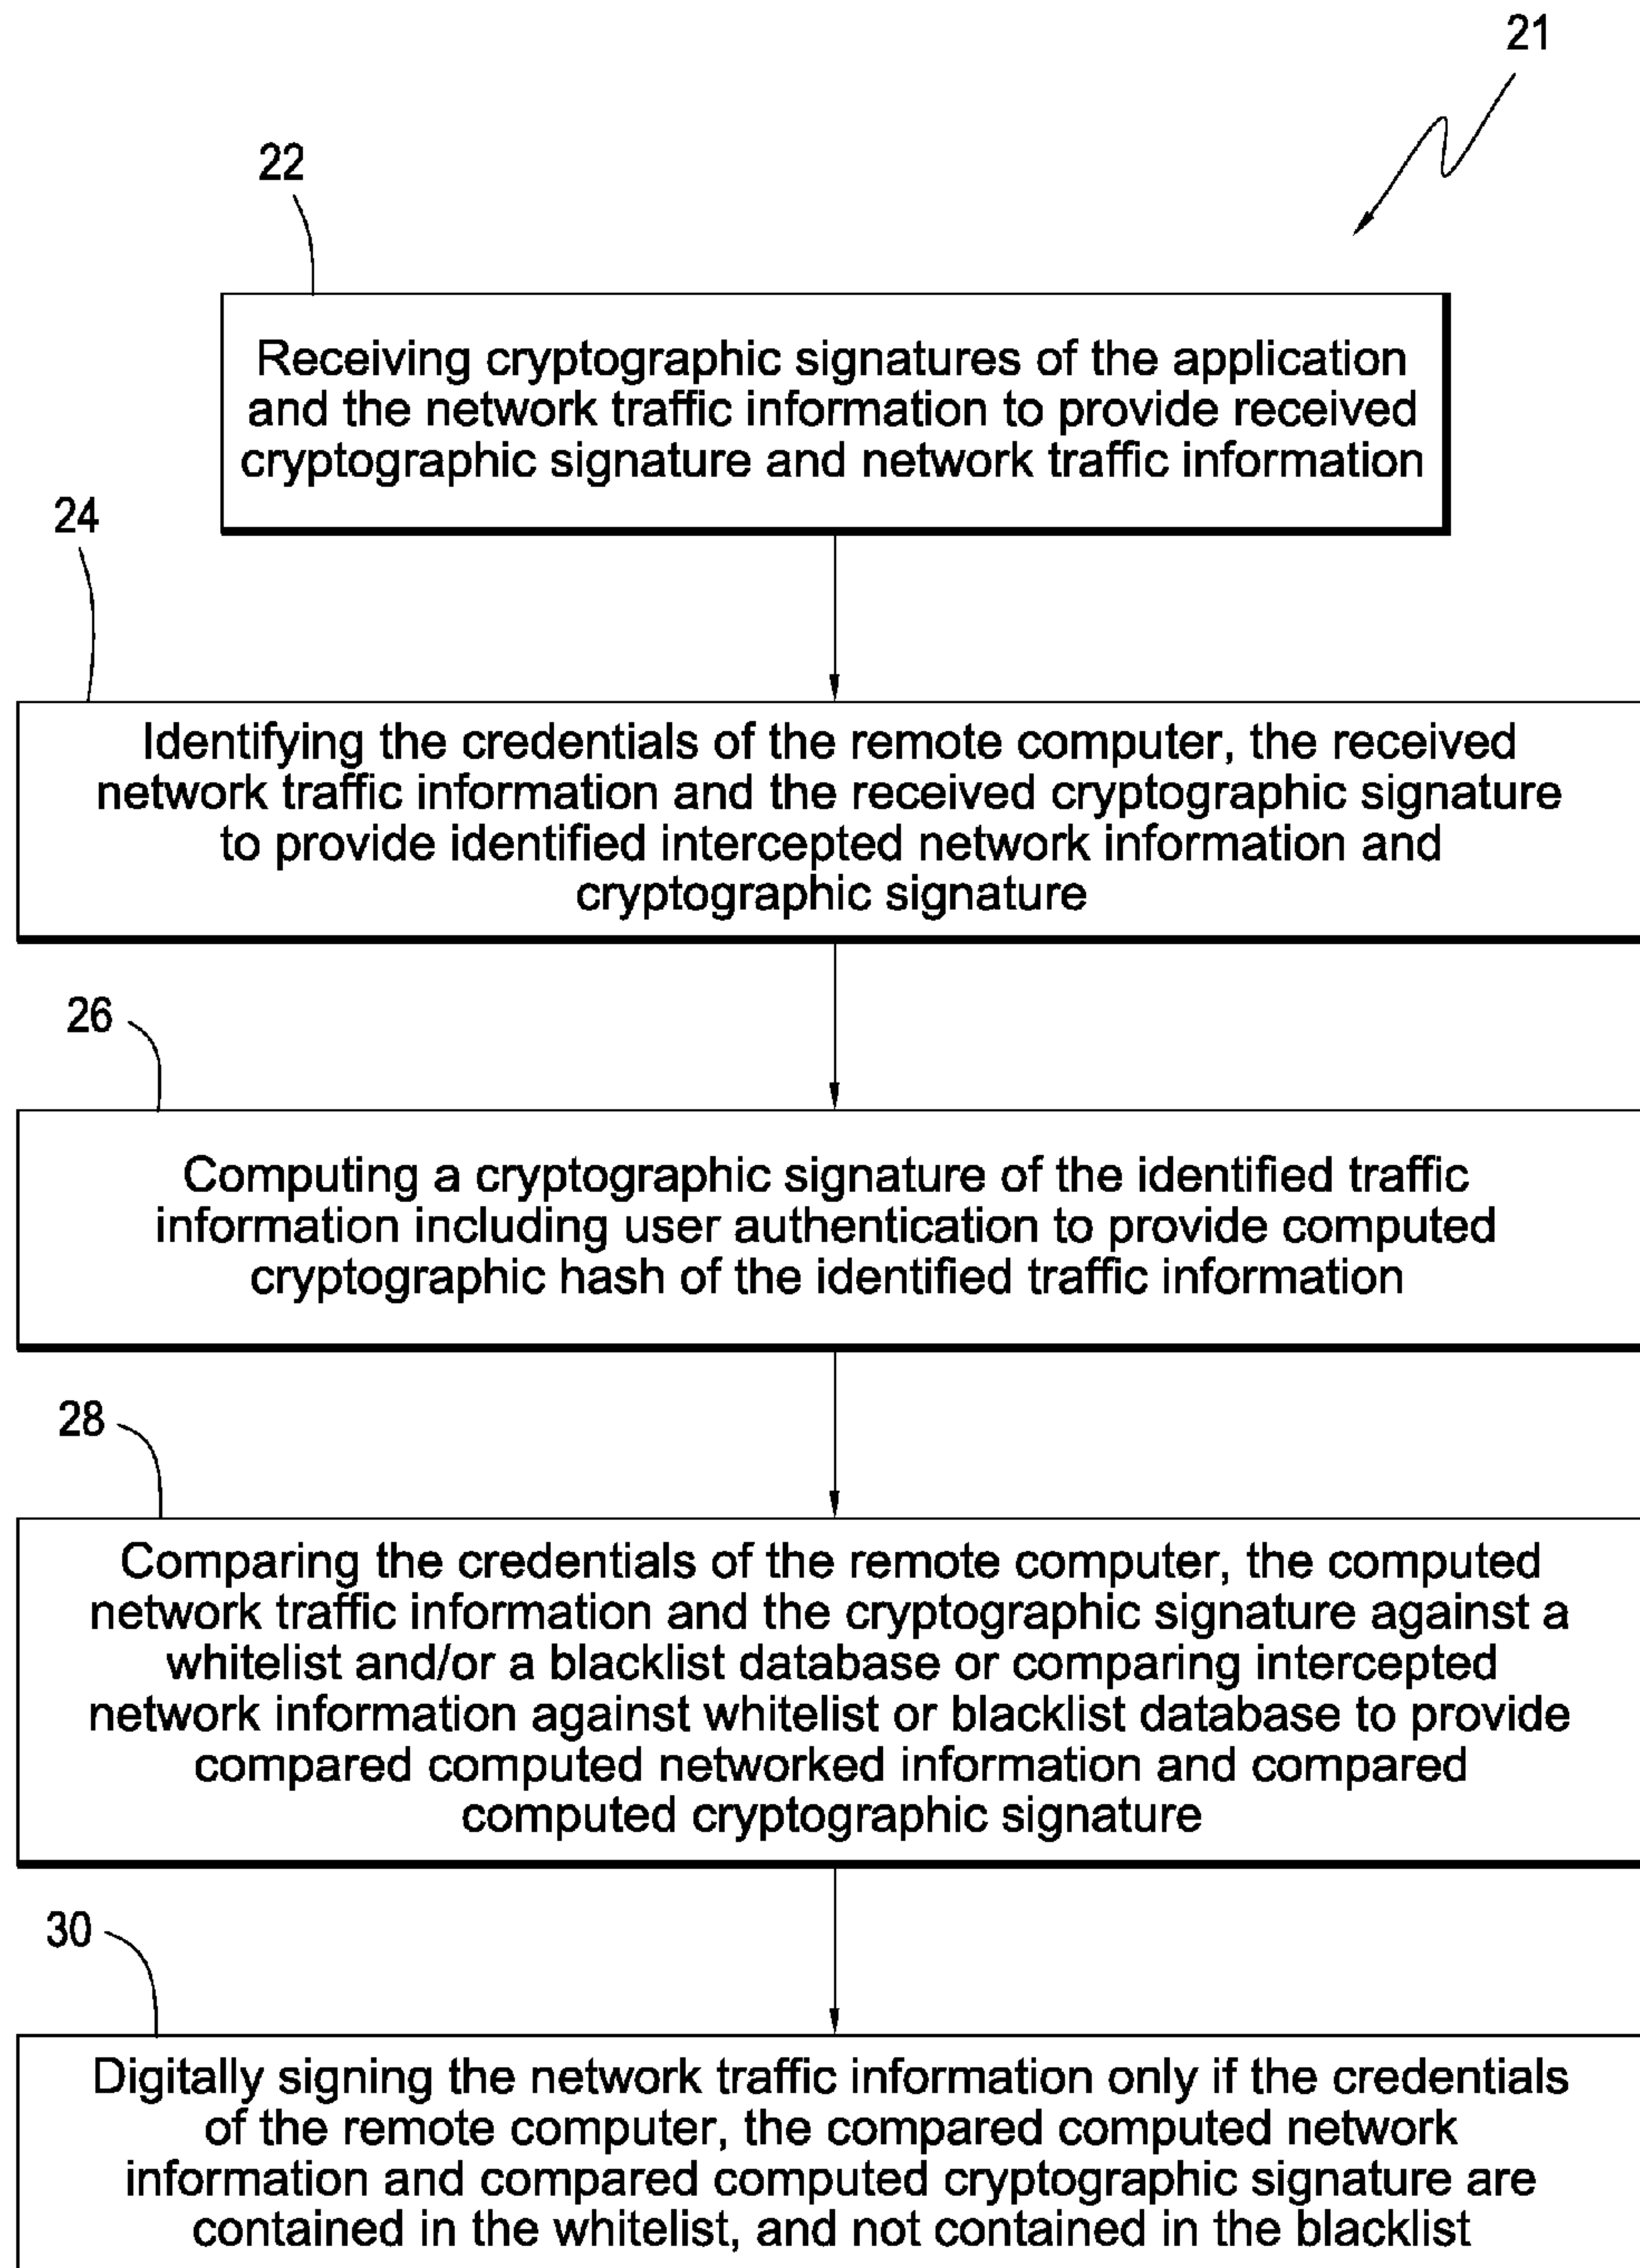 21
22
Receiving cryptographic signatures of the application
and the network traffic information to provide received
cryptographic signature and network traffic information
24
Identifying the credentials of the remote computer, the received
network traffic information and the received cryptographic signature
to provide identified intercepted network information and
cryptographic signature
26
Computing a cryptographic signature of the identified traffic
information including user authentication to provide computed
cryptographic hash of the identified traffic information
28
Comparing the credentials of the remote computer, the computed
network traffic information and the cryptographic signature against a
whitelist and/or a blacklist database or comparing intercepted
network information against whitelist or blacklist database to provide
compared computed networked information and compared
computed cryptographic signature
30
Digitally signing the network traffic information only if the credentials
of the remote computer, the compared computed network
information and compared computed cryptographic signature are
contained in the whitelist, and not contained in the blacklist